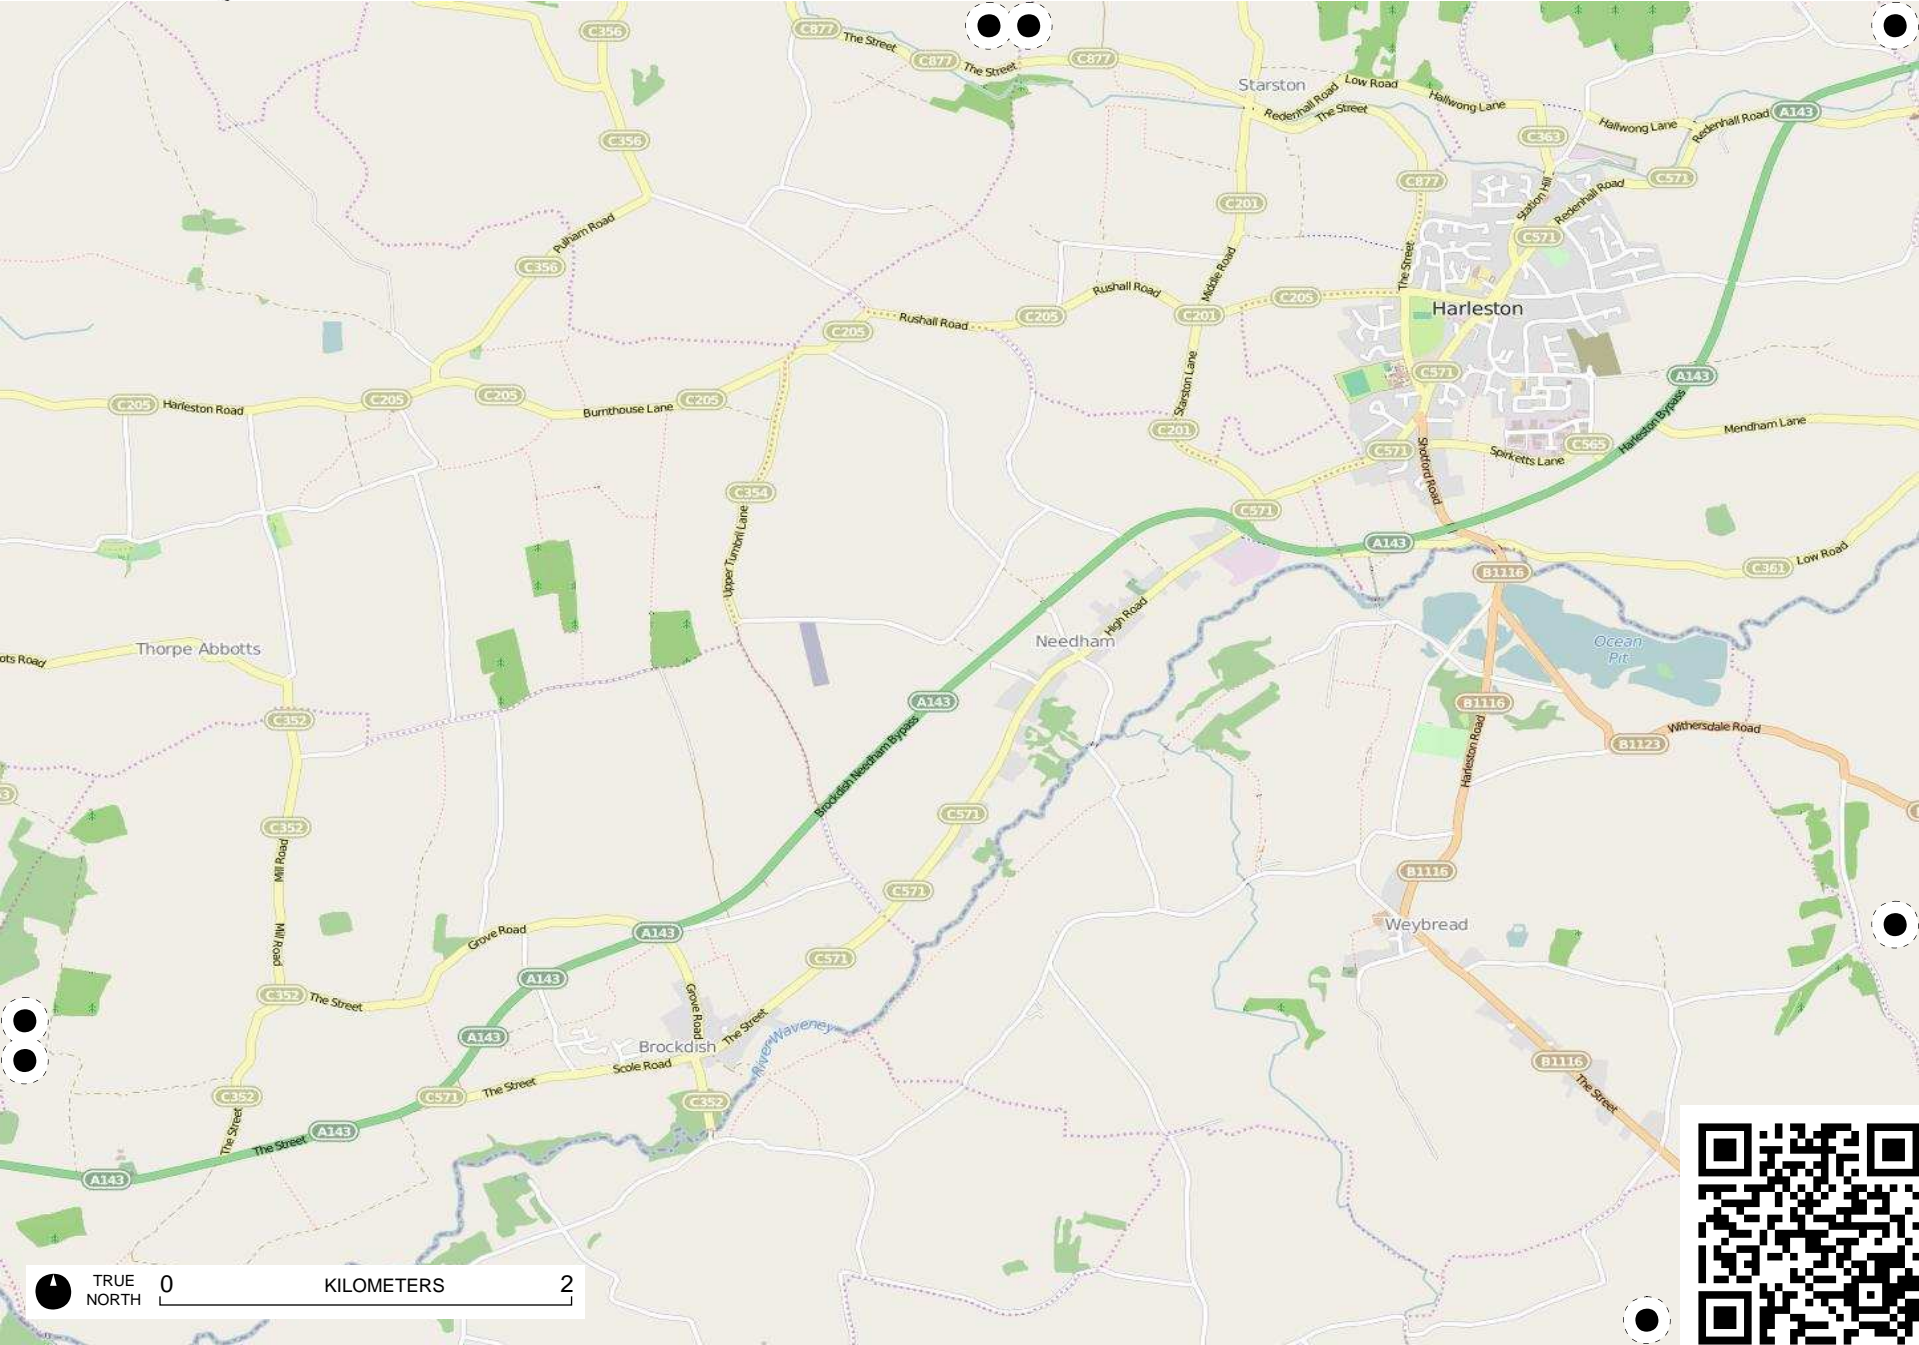 C356
C877
The Street
C877
The Street
C877
Starston
Redenhall Road
Low Road
The Street
Hallwong Lane
Hallwong Lane
Redenhall Road
A143
C356
C363
C877
C571
Station Hill
Redenhall Road
C201
C571
Pulham Road
C356
Middle Road
The Street
Rushall Road
C205
Harleston
C205
Rushall Road
C205
C201
C571
A143
C205
Harleston Road
C205
C205
Burnthouse Lane
C205
Starston Lane
C201
Harleston Bypass
Mendham Lane
C571
Shotford Road
Spirketts Lane
C565
C354
C571
Upper Tumbril Lane
A143
C361
Low Road
B1116
High Road
Needham
Ocean
Pit
Thorpe Abbotts
ots Road
A143
B1116
C352
Brockdish Needham Bypass
Harleston Road
B1123
Withersdale Road
C571
C352
Mill Road
B1116
C571
Weybread
Mill Road
Grove Road
A143
C571
A143
C352
The Street
Grove Road
The Street
River Waveney
A143
Brockdish
Scole Road
B1116
The Street
C571
The Street
C352
C352
The Street
The Street
A143
A143
TRUE
NORTH
0 KILOMETERS 2